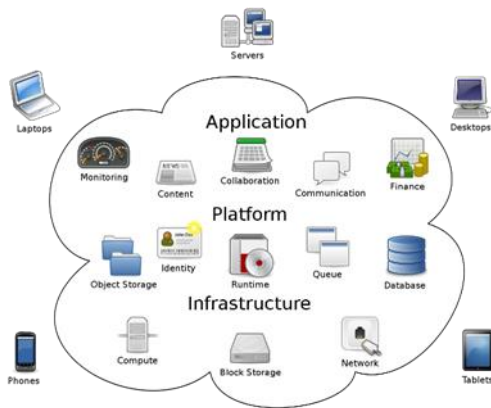 Servers
Laptops
Desktops
Application
Monitoring
NEWS
Content
Collaboration
Communication
Finance
Platform
Object Storage
Identity
Runtime
Queue
Database
Infrastructure
Compute
Block Storage
Network
Phones
Tablets